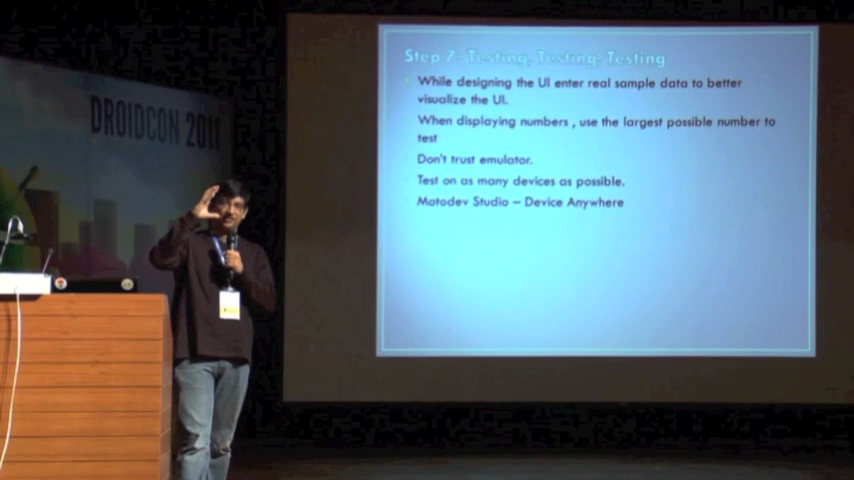 DROIDCON 2011
Step 7- Testing, Testing, Testing
While designing the UI enter real sample data to better
visualize the UI.
When displaying numbers , use the largest possible number to
test
Don't trust emulator.
Test on as many devices as possible.
Motodev Studio – Device Anywhere